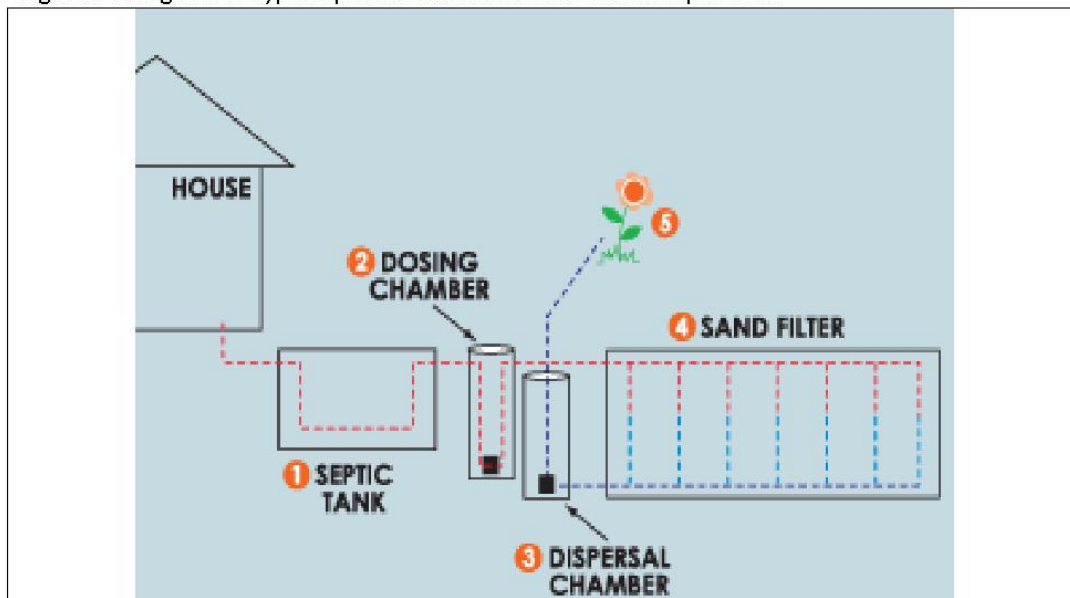 HOUSE
5
2 DOSING
CHAMBER
4 SAND FILTER
1 SEPTIC
TANK
3 DISPERSAL
CHAMBER